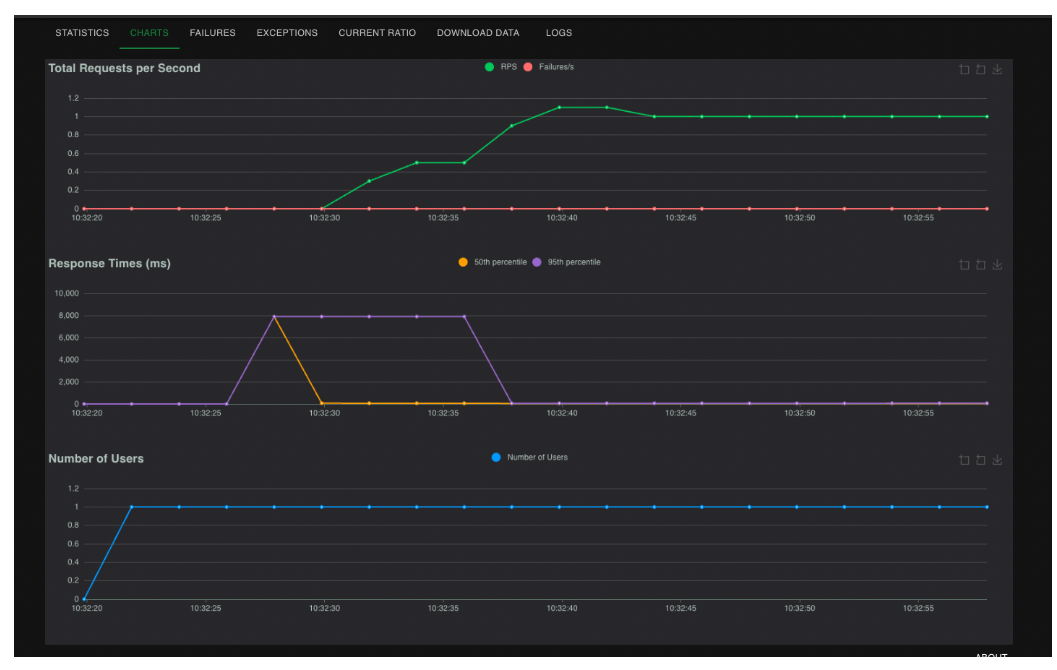 STATISTICS CHARTS FAILURES EXCEPTIONS CURRENT RATIO DOWNLOAD DATA LOGS
Total Requests per Second
RPS Failures/s
1.2
1
0.8
0.6
0.4
0.2
0
10:32:20 10:32:25 10:32:30 10:32:35 10:32:40 10:32:45 10:32:50 10:32:55
Response Times (ms)
50th percentile 95th percentile
10,000
8,000
6,000
4,000
2,000
0
10:32:20 10:32:25 10:32:30 10:32:35 10:32:40 10:32:45 10:32:50 10:32:55
Number of Users
Number of Users
1.2
1
0.8
0.6
0.4
0.2
0
10:32:20 10:32:25 10:32:30 10:32:35 10:32:40 10:32:45 10:32:50 10:32:55
ABOUT